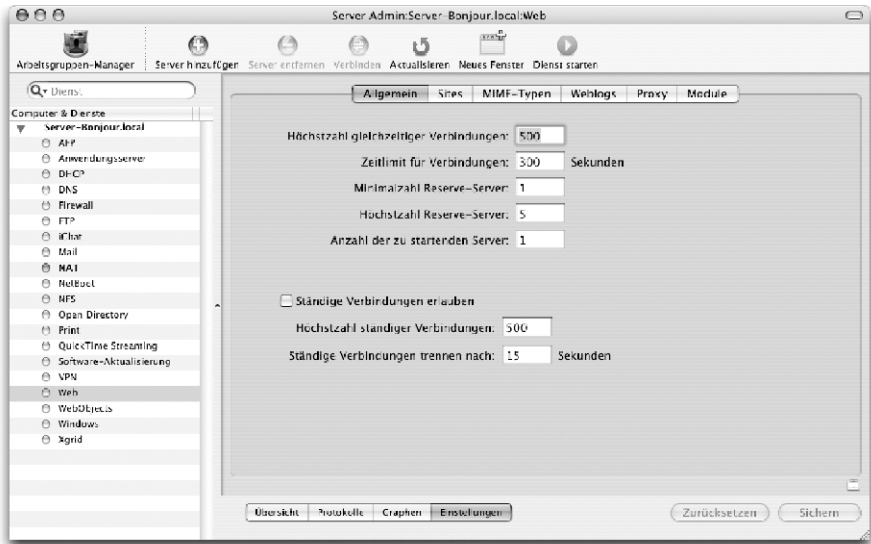 Server Admin:Server-Bonjour.local:Web
Arbeitsgruppen-Manager Server hinzufügen Server entfernen Verbinden Aktualisieren Neues Fenster Dienst starten
Dienst
Allgemein Sites MIME-Typen Weblogs Proxy Module
Computer & Dienste
Server-Bonjour.local
AFP
Anwendungsserver
DHCP
DNS
Firewall
FTP
iChat
Mail
NAT
NetBoot
NFS
Open Directory
Print
QuickTime Streaming
Software-Aktualisierung
VPN
Web
WebObjects
Windows
Xgrid
Höchstzahl gleichzeitiger Verbindungen: 500
Zeitlimit für Verbindungen: 300 Sekunden
Minimalzahl Reserve-Server: 1
Höchstzahl Reserve-Server: 5
Anzahl der zu startenden Server: 1
Ständige Verbindungen erlauben
Höchstzahl ständiger Verbindungen: 500
Ständige Verbindungen trennen nach: 15 Sekunden
Übersicht Protokolle Graphen Einstellungen Zurücksetzen Sichern